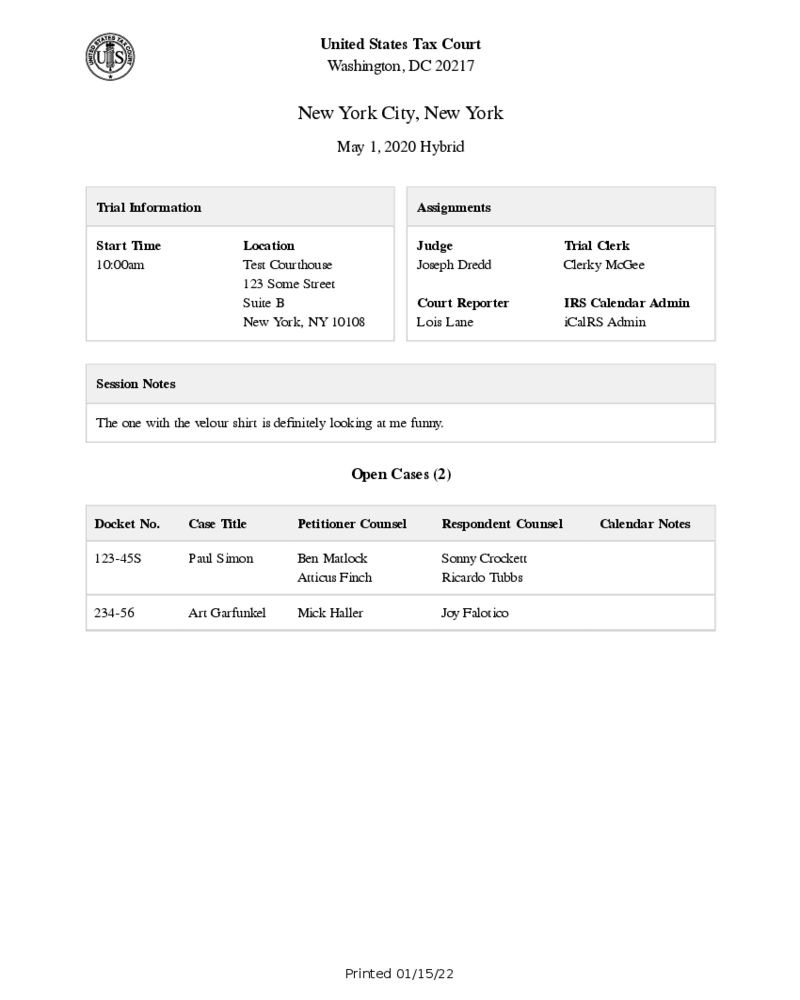 UNITED STATES TAX COURT
US
United States Tax Court
Washington, DC 20217
New York City, New York
May 1, 2020 Hybrid
Trial Information
Start Time
10:00am
Location
Test Courthouse
123 Some Street
Suite B
New York, NY 10108
Assignments
Judge
Joseph Dredd
Trial Clerk
Clerky McGee
Court Reporter
Lois Lane
IRS Calendar Admin
iCalRS Admin
Session Notes
The one with the velour shirt is definitely looking at me funny.
Open Cases (2)
Docket No. Case Title Petitioner Counsel Respondent Counsel Calendar Notes
123-45S Paul Simon Ben Matlock Sonny Crockett
Atticus Finch Ricardo Tubbs
234-56 Art Garfunkel Mick Haller Joy Falotico
Printed 01/15/22